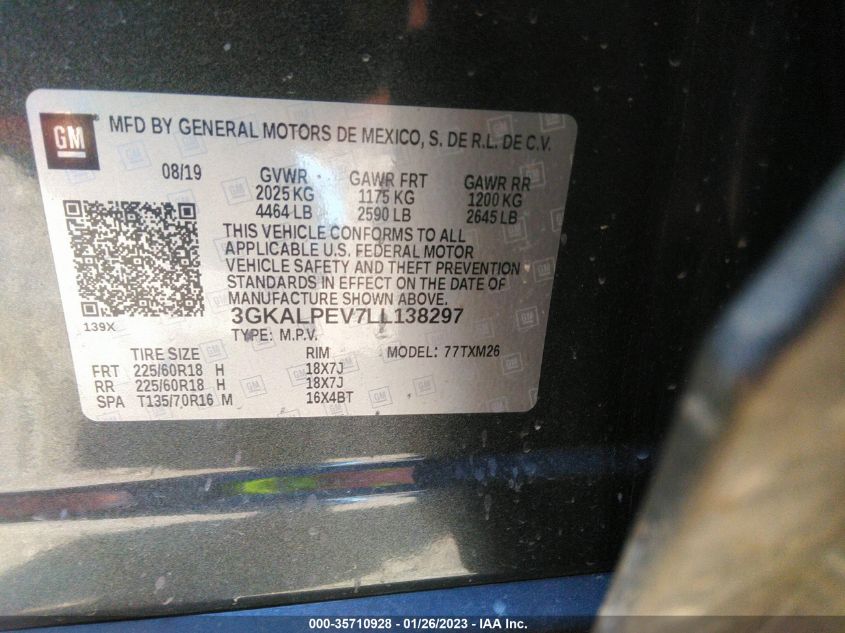 GM MFD BY GENERAL MOTORS DE MEXICO, S. DE R.L. DE C.V.
08/19 GVWR GAWR FRT GAWR RR
2025 KG 1175 KG 1200 KG
4464 LB 2590 LB 2645 LB
THIS VEHICLE CONFORMS TO ALL
APPLICABLE U.S. FEDERAL MOTOR
VEHICLE SAFETY AND THEFT PREVENTION
STANDARDS IN EFFECT ON THE DATE OF
MANUFACTURE SHOWN ABOVE.
139X 3GKALPEV7LL138297
TYPE: M.P.V.
TIRE SIZE RIM MODEL: 77TXM26
FRT 225/60R18 H 18X7J
RR 225/60R18 H 18X7J
SPA T135/70R16 M 16X4BT
000-35710928 - 01/26/2023 - IAA Inc.